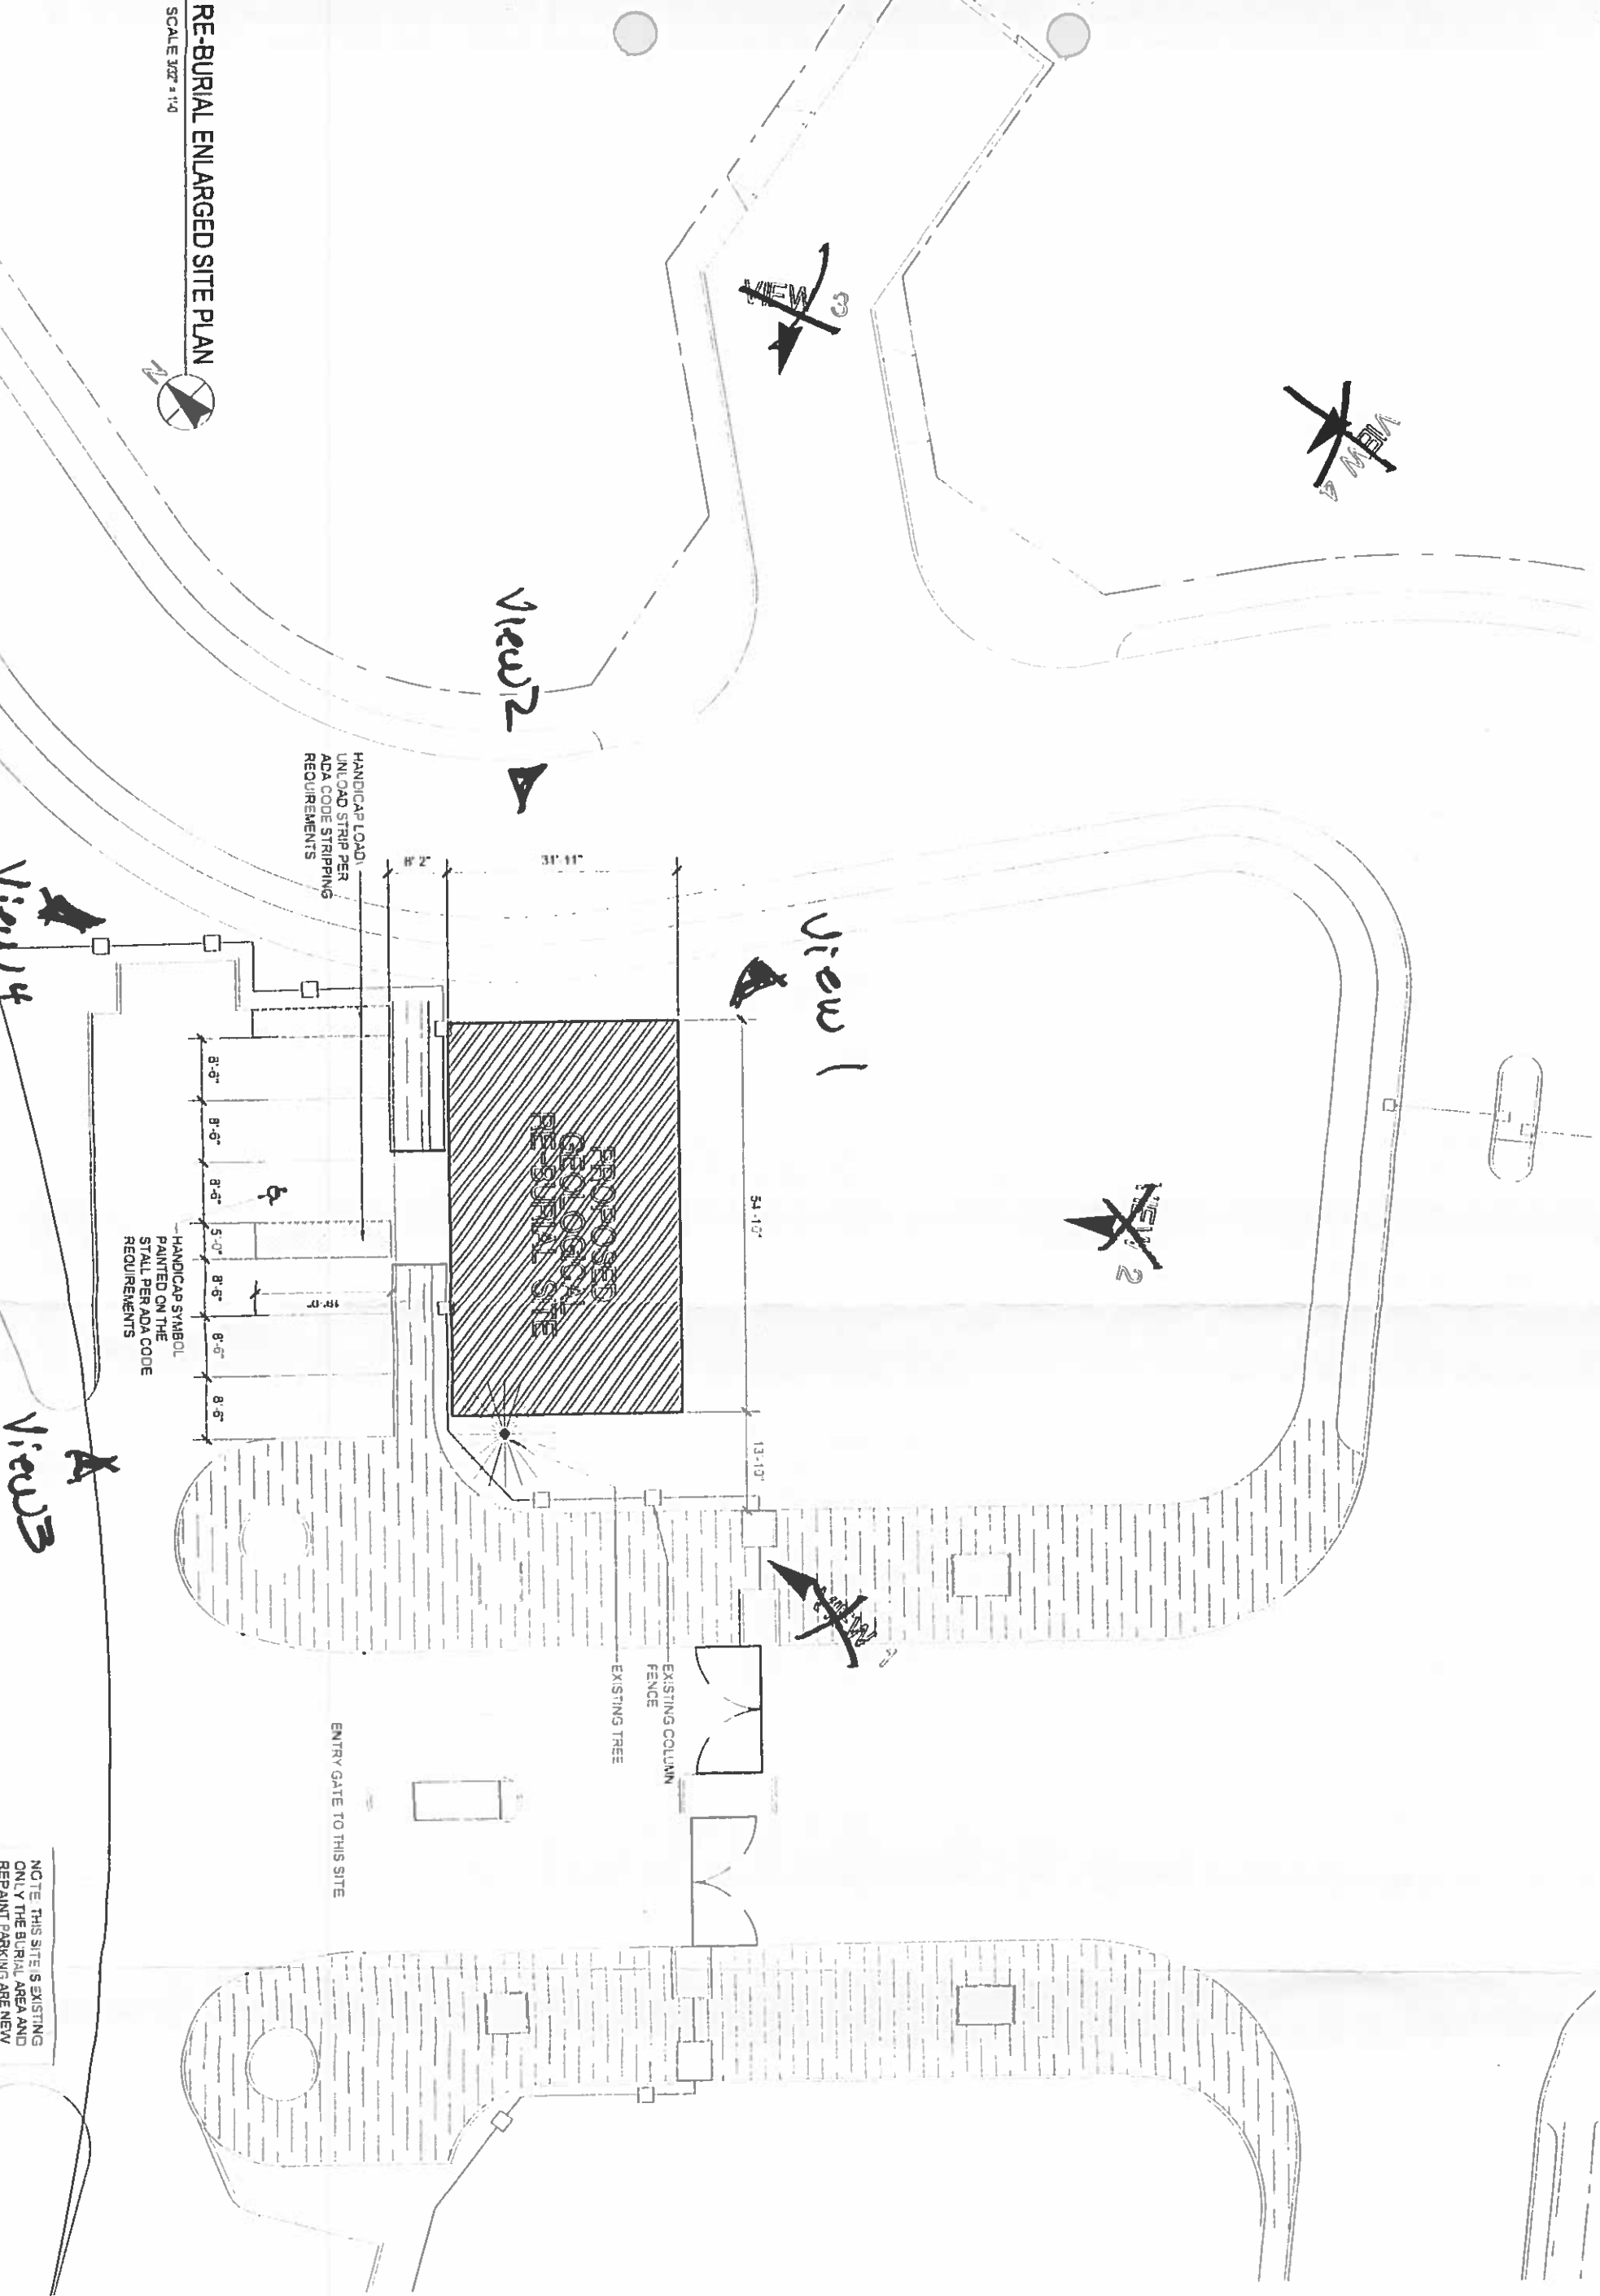 RE-BURIAL ENLARGED SITE PLAN
SCALE 3/32" = 1'-0
N
VIEW 3
VIEW 4
View 2
View 1
HANDICAP LOAD\
UNLOAD STRIP PER
ADA CODE STRIPPING
REQUIREMENTS
8'-2"
31'-11"
54'-10"
13'-10"
PROPOSED
GEOLOGICAL
RE-BURIAL SITE
VIEW 2
VIEW 1
View 4
8'-6"
8'-6"
8'-6"
5'-0"
8'-6"
8'-6"
8'-6"
HANDICAP SYMBOL
PAINTED ON THE
STALL PER ADA CODE
REQUIREMENTS
View 3
EXISTING COLUMN
FENCE
EXISTING TREE
ENTRY GATE TO THIS SITE
NOTE: THIS SITE IS EXISTING
ONLY THE BURIAL AREA AND
REPAINT PARKING ARE NEW